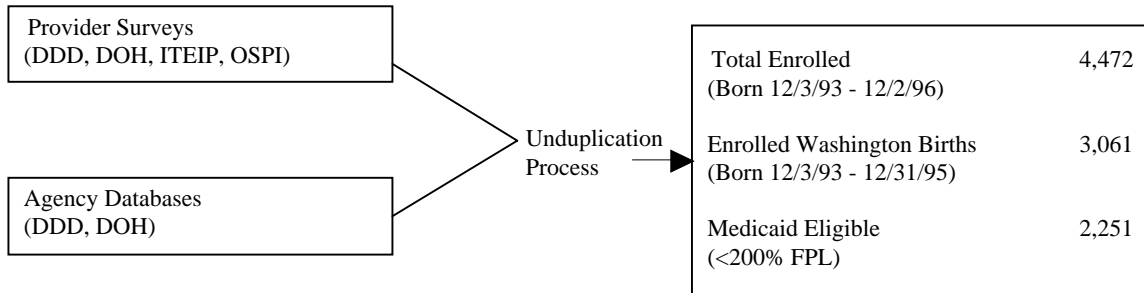 Provider Surveys
(DDD, DOH, ITEIP, OSPI)
Agency Databases
(DDD, DOH)
Unduplication
Process
Total Enrolled 4,472
(Born 12/3/93 - 12/2/96)
Enrolled Washington Births 3,061
(Born 12/3/93 - 12/31/95)
Medicaid Eligible 2,251
(<200% FPL)